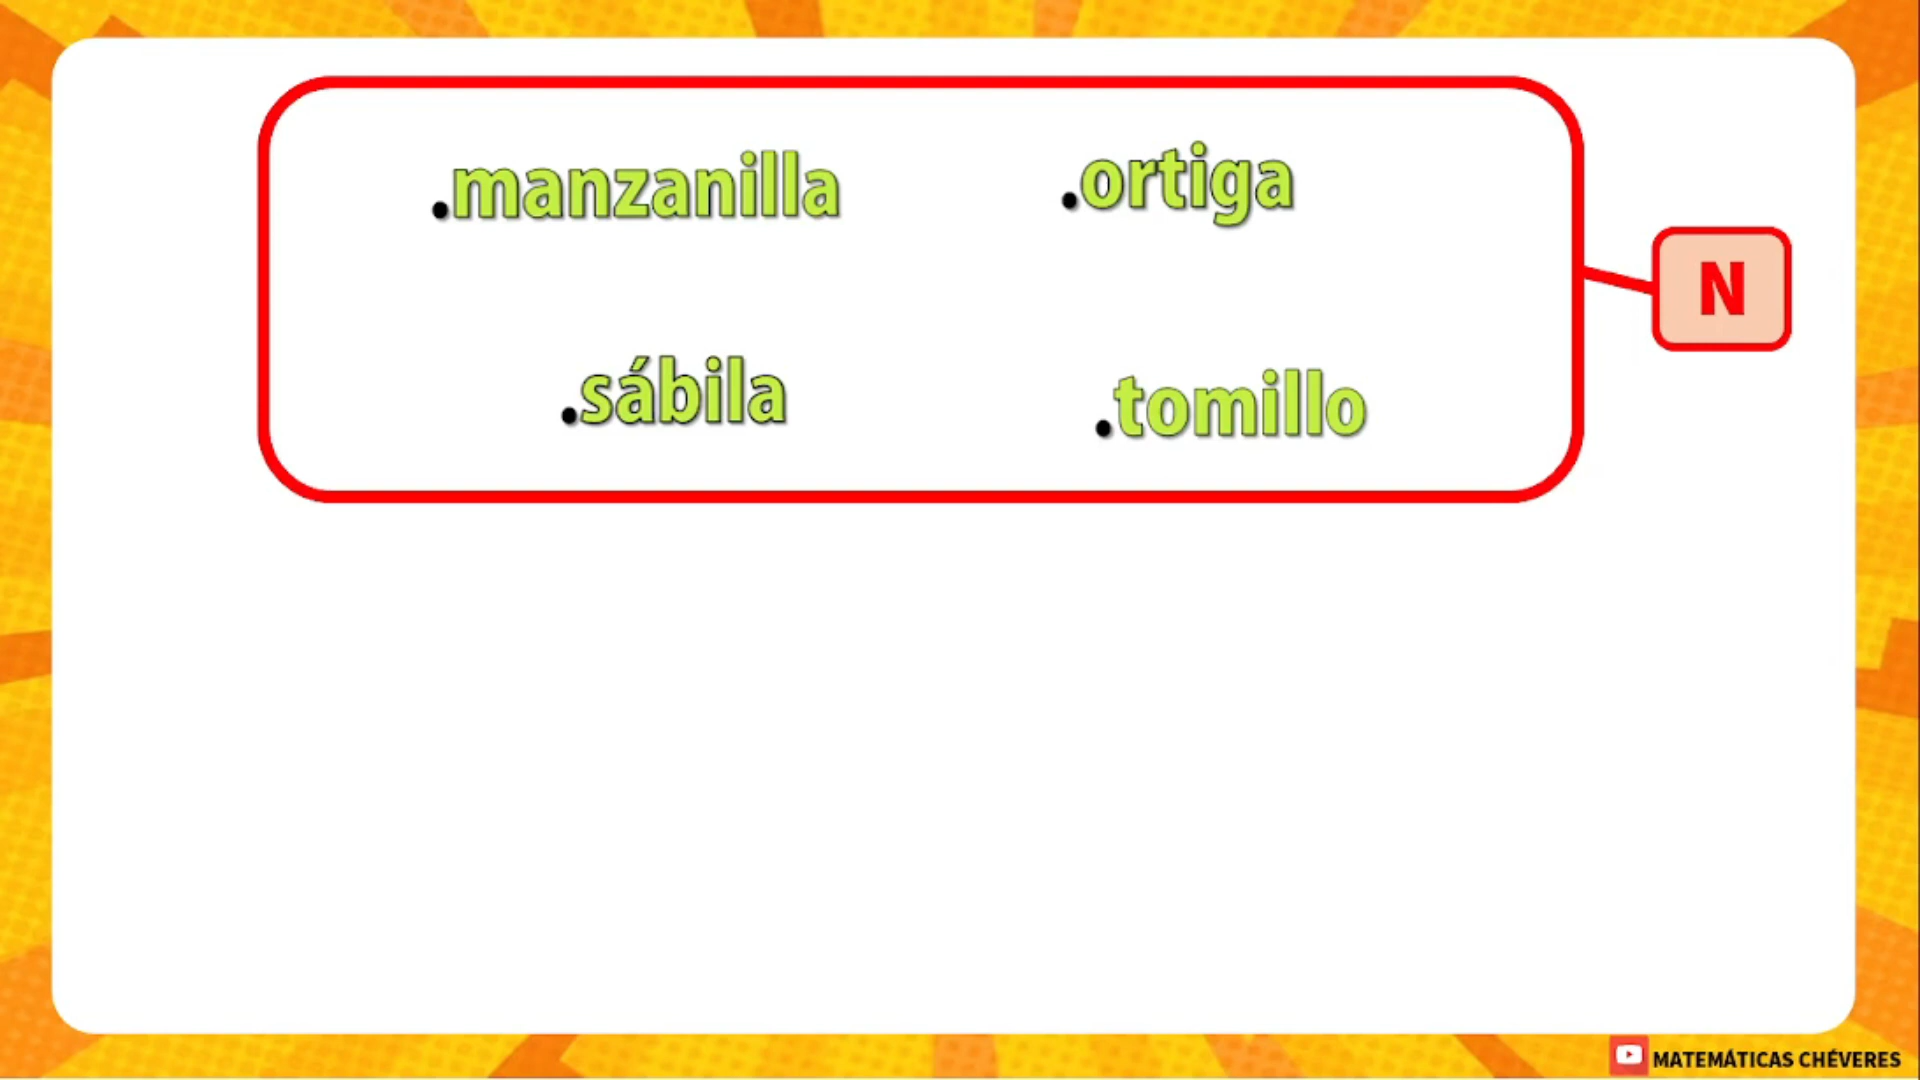 .manzanilla .ortiga
N
.sábila .tomillo
MATEMÁTICAS CHÉVERES